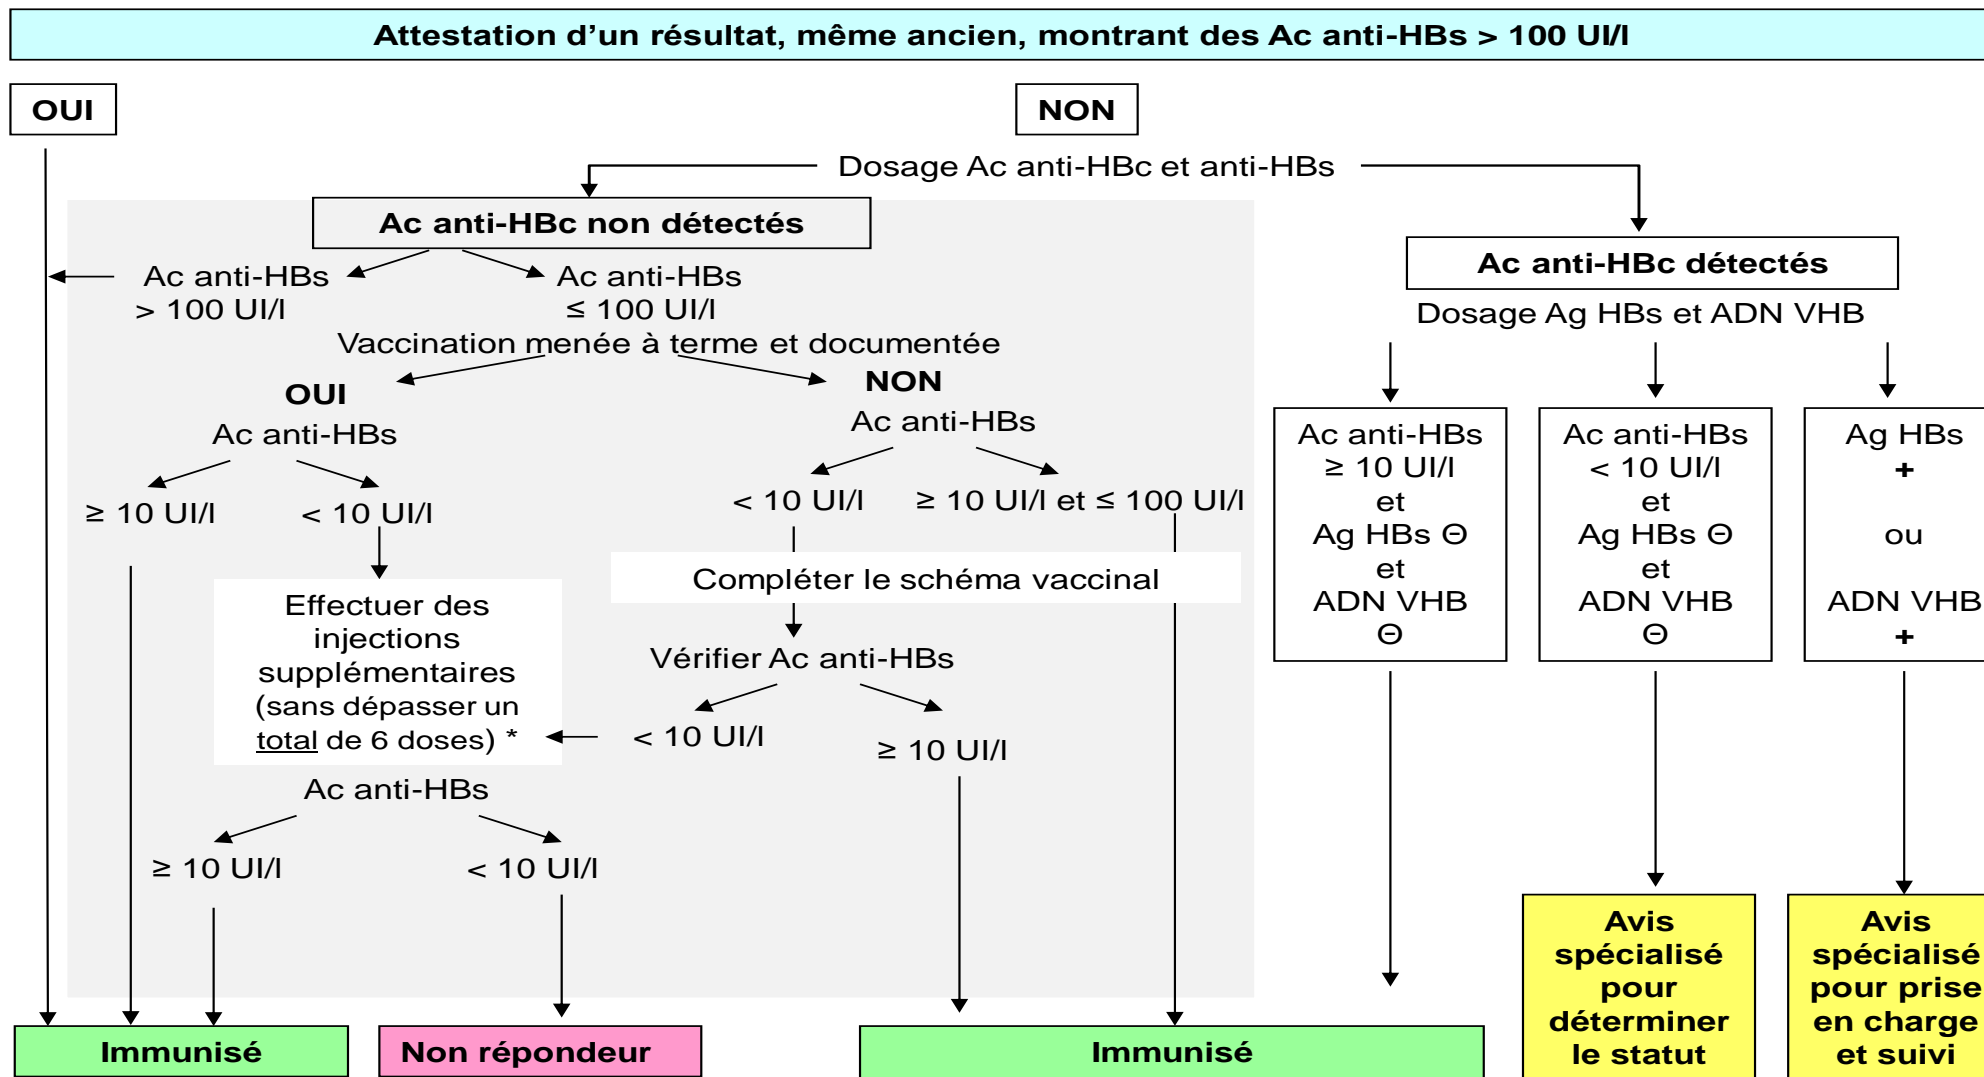 Attestation d’un résultat, même ancien, montrant des Ac anti-HBs > 100 UI/l
OUI
NON
Dosage Ac anti-HBc et anti-HBs
Ac anti-HBc non détectés
Ac anti-HBs
> 100 UI/l
Ac anti-HBs
≤ 100 UI/l
Vaccination menée à terme et documentée
OUI
Ac anti-HBs
≥ 10 UI/l
< 10 UI/l
NON
Ac anti-HBs
< 10 UI/l
≥ 10 UI/l et ≤ 100 UI/l
Effectuer des
injections
supplémentaires
(sans dépasser un
total de 6 doses) *
Compléter le schéma vaccinal
Vérifier Ac anti-HBs
< 10 UI/l
≥ 10 UI/l
Ac anti-HBs
≥ 10 UI/l
< 10 UI/l
Ac anti-HBc détectés
Dosage Ag HBs et ADN VHB
Ac anti-HBs
≥ 10 UI/l
et
Ag HBs Θ
et
ADN VHB
Θ
Ac anti-HBs
< 10 UI/l
et
Ag HBs Θ
et
ADN VHB
Θ
Ag HBs
+
ou
ADN VHB
+
Immunisé
Non répondeur
Immunisé
Avis
spécialisé
pour
déterminer
le statut
Avis
spécialisé
pour prise
en charge
et suivi